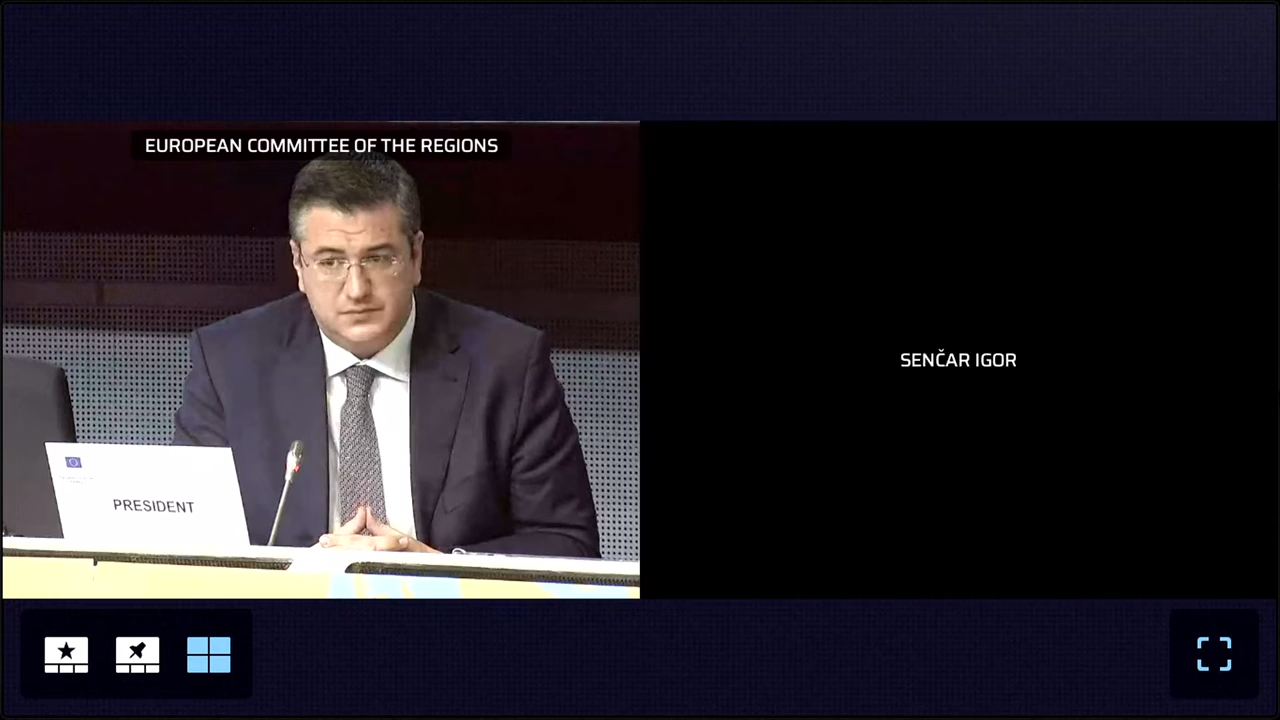 EUROPEAN COMMITTEE OF THE REGIONS
SENČAR IGOR
PRESIDENT